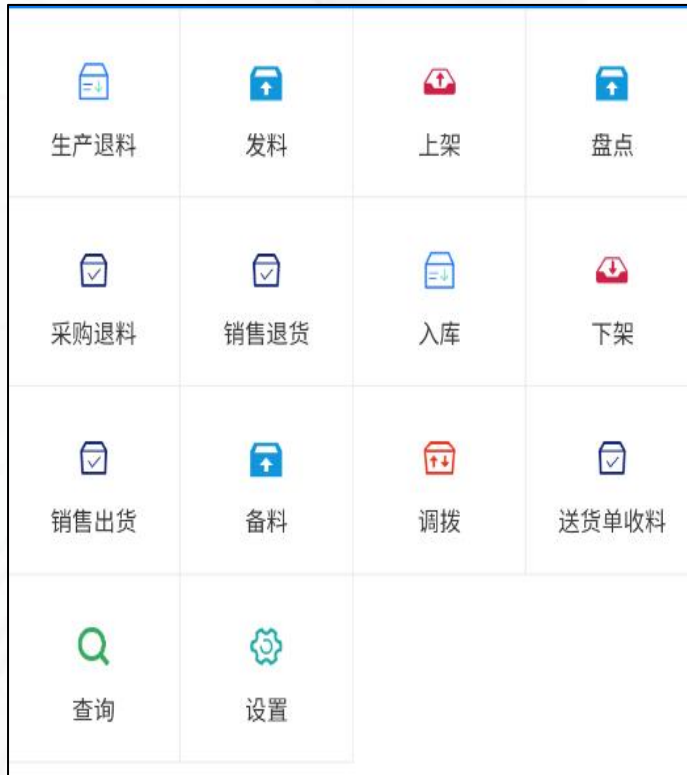 生产退料
发料
上架
盘点
采购退料
销售退货
入库
下架
销售出货
备料
调拨
送货单收料
查询
设置